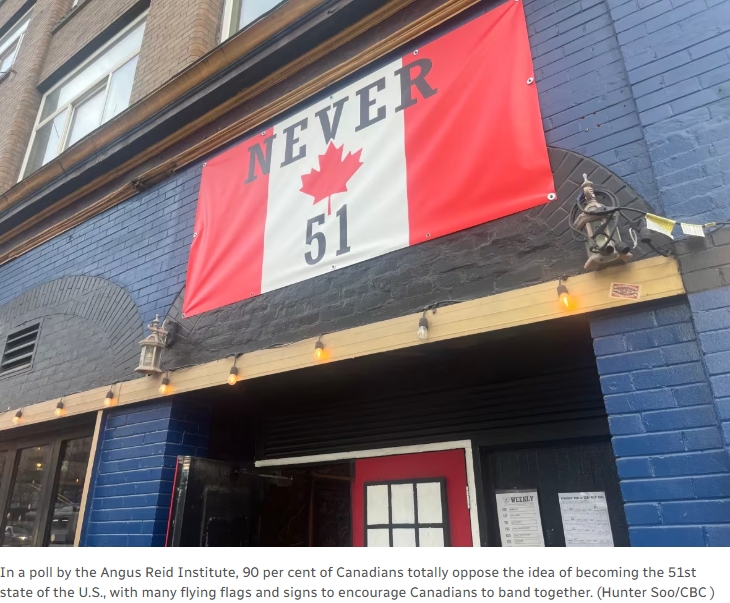 NEVER
51
WEEKLY
In a poll by the Angus Reid Institute, 90 per cent of Canadians totally oppose the idea of becoming the 51st
state of the U.S., with many flying flags and signs to encourage Canadians to band together. (Hunter Soo/CBC )